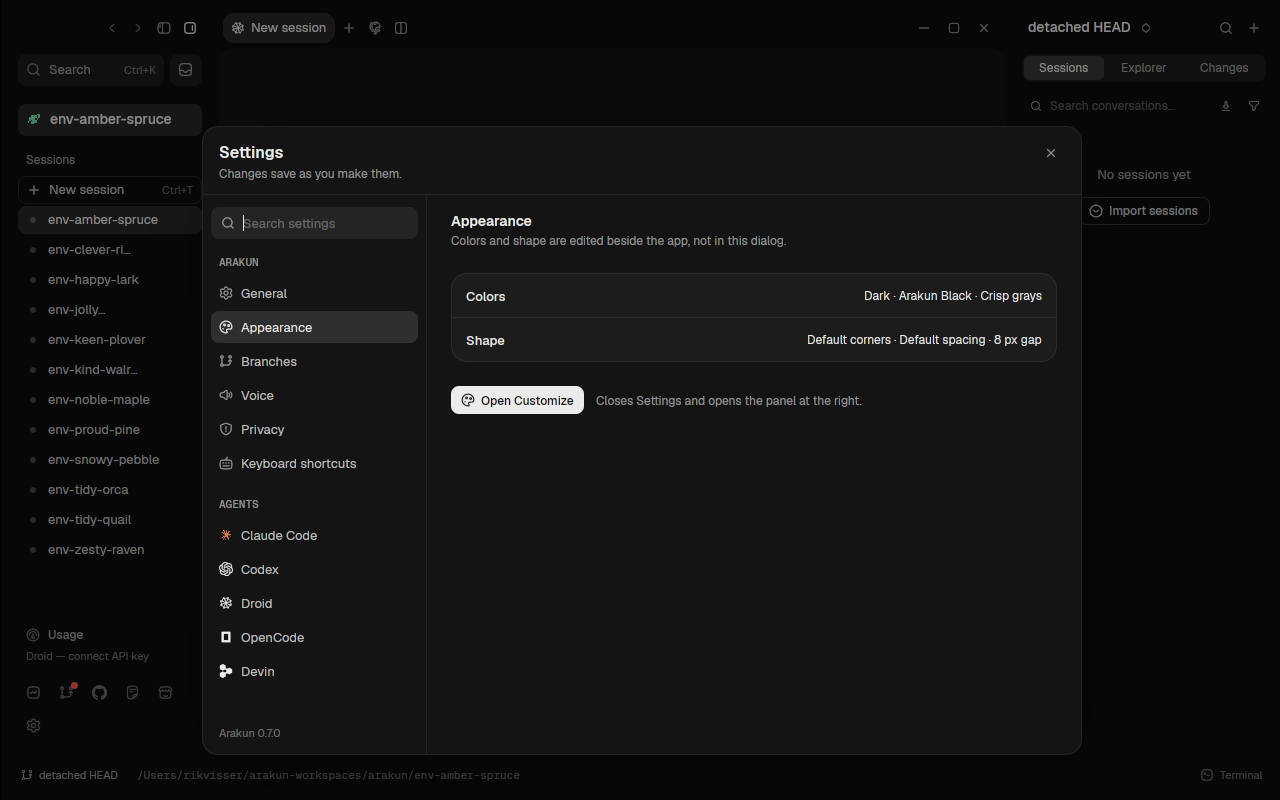 New session
detached HEAD
Search
Ctrl+K
Sessions
Explorer
Changes
Search conversations...
env-amber-spruce
Sessions
New session
Ctrl+T
env-amber-spruce
env-clever-ri...
env-happy-lark
env-jolly...
env-keen-plover
env-kind-walr...
env-noble-maple
env-proud-pine
env-snowy-pebble
env-tidy-orca
env-tidy-quail
env-zesty-raven
Usage
Droid — connect API key
Settings
Changes save as you make them.
Search settings
ARAKUN
General
Appearance
Branches
Voice
Privacy
Keyboard shortcuts
AGENTS
Claude Code
Codex
Droid
OpenCode
Devin
Arakun 0.7.0
Appearance
Colors and shape are edited beside the app, not in this dialog.
Colors
Dark · Arakun Black · Crisp grays
Shape
Default corners · Default spacing · 8 px gap
Open Customize
Closes Settings and opens the panel at the right.
No sessions yet
Import sessions
detached HEAD
/Users/rikvisser/arakun-workspaces/arakun/env-amber-spruce
Terminal